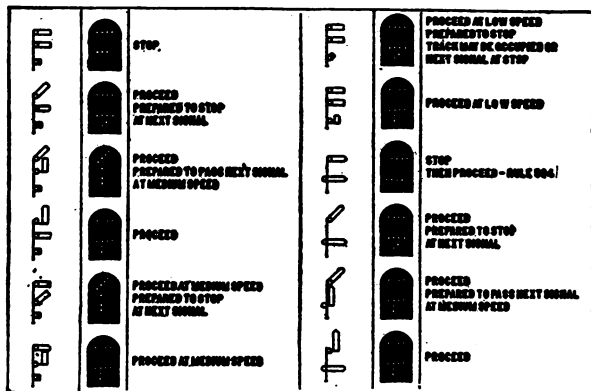 STOP
PROCEED
PREPARED TO STOP
AT NEXT SIGNAL
PROCEED
PREPARED TO PASS NEXT SIGNAL
AT MEDIUM SPEED
PROCEED
PROCEED AT MEDIUM SPEED
PREPARED TO STOP
AT NEXT SIGNAL
PROCEED AT MEDIUM SPEED
PROCEED AT LOW SPEED
PREPARED TO STOP
TRACK MAY BE OCCUPIED OR
NEXT SIGNAL AT STOP
PROCEED AT LOW SPEED
STOP
THEN PROCEED - RULE 504
PROCEED
PREPARED TO STOP
AT NEXT SIGNAL
PROCEED
PREPARED TO PASS NEXT SIGNAL
AT MEDIUM SPEED
PROCEED